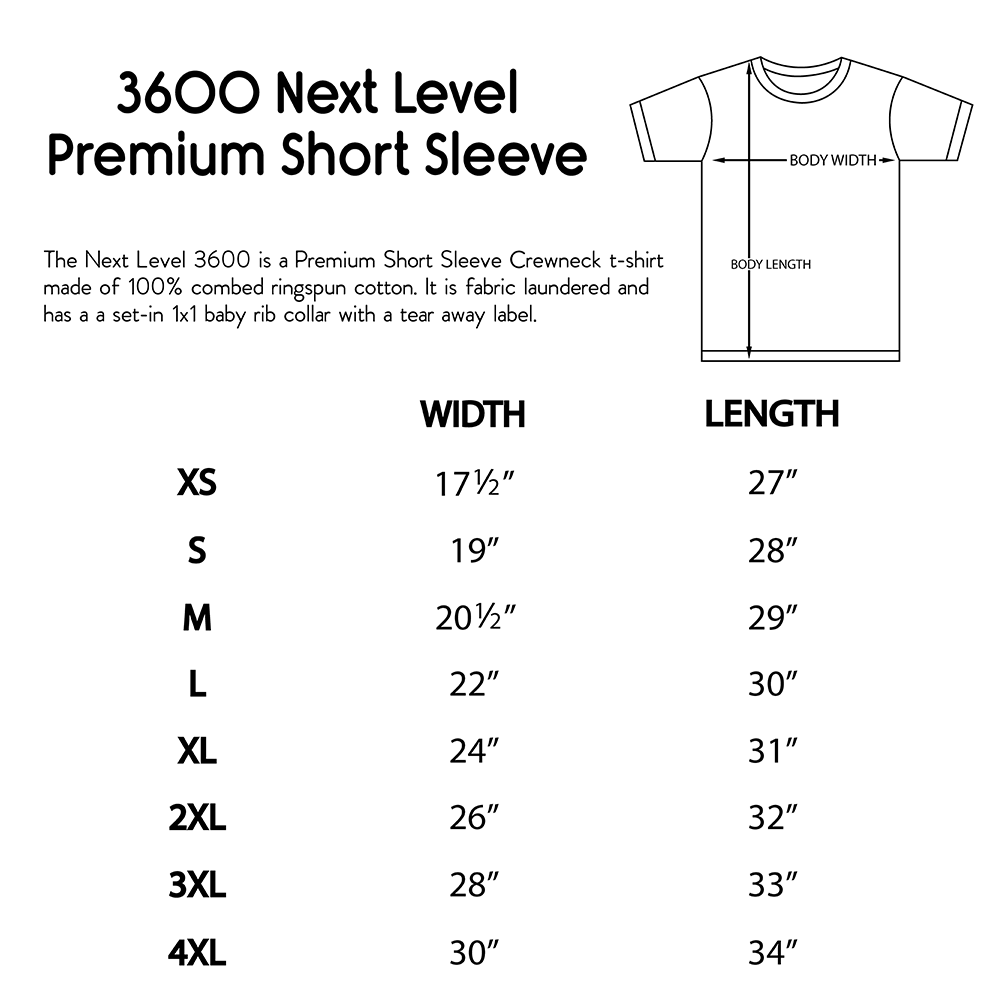 3600 Next Level
Premium Short Sleeve
The Next Level 3600 is a Premium Short Sleeve Crewneck t-shirt
made of 100% combed ringspun cotton. It is fabric laundered and
has a a set-in 1x1 baby rib collar with a tear away label.
BODY WIDTH
BODY LENGTH
WIDTH LENGTH
XS 17½” 27”
S 19” 28”
M 20½” 29”
L 22” 30”
XL 24” 31”
2XL 26” 32”
3XL 28” 33”
4XL 30” 34”